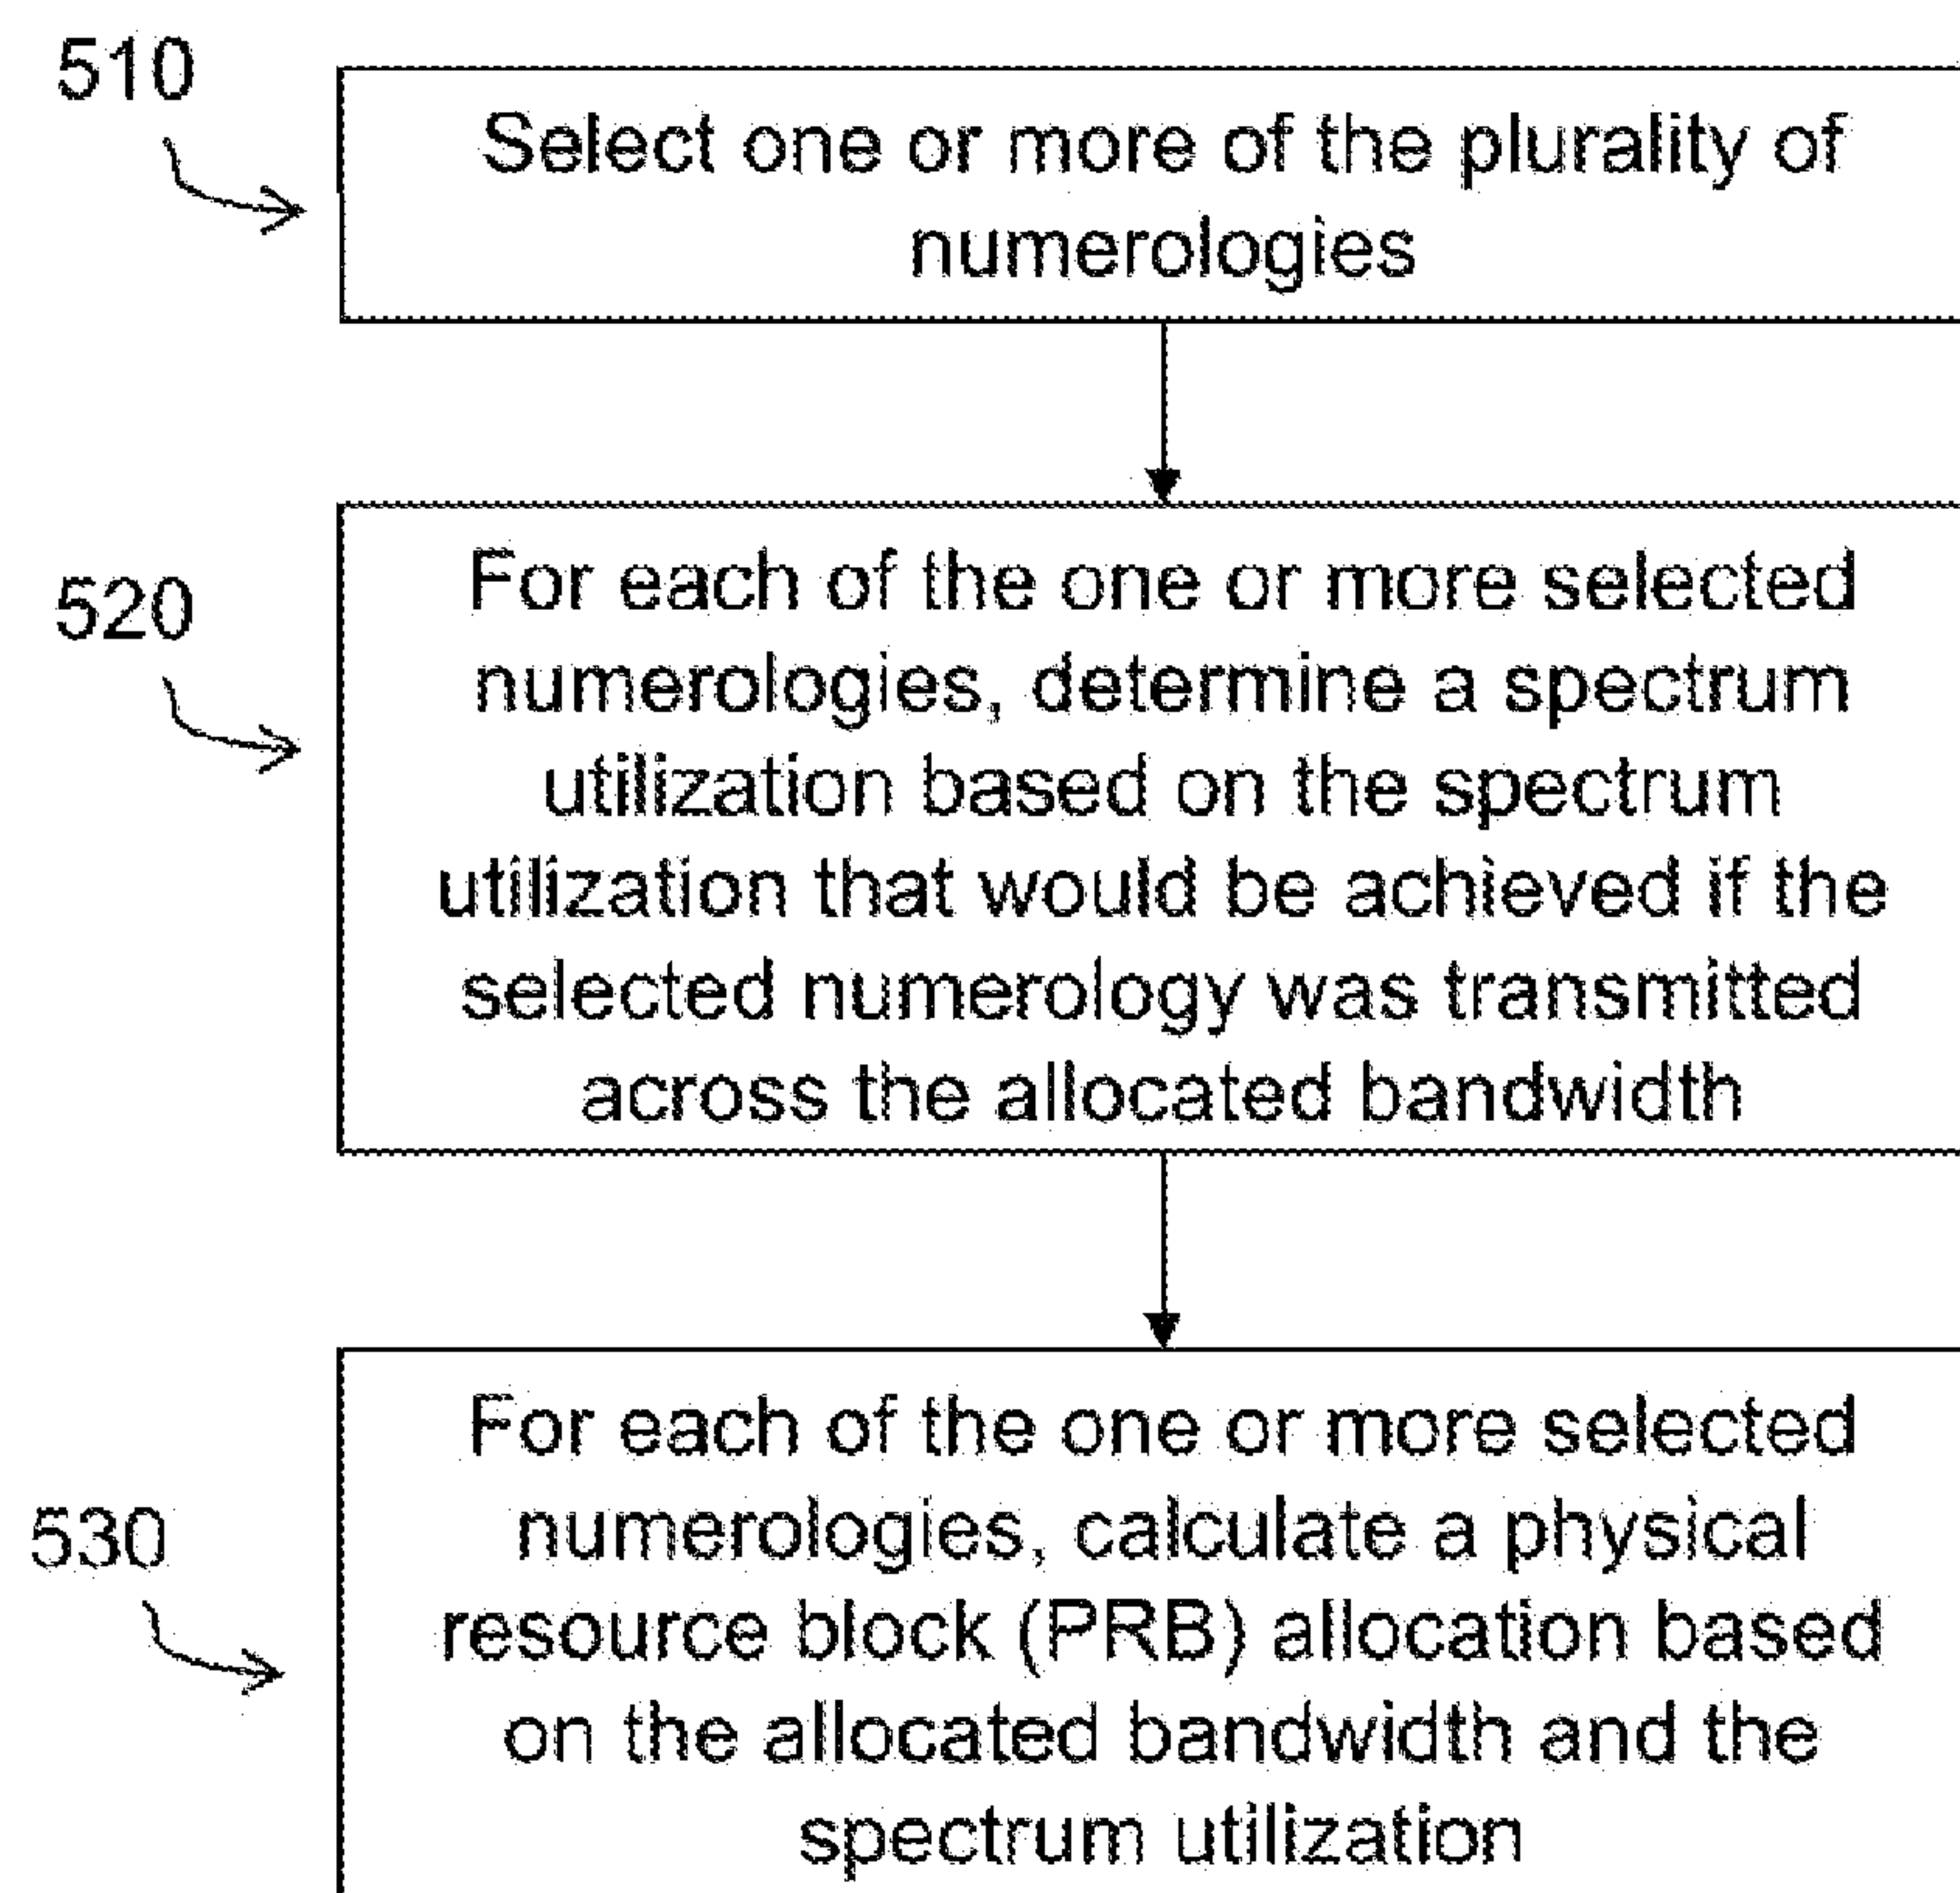 510
Select one or more of the plurality of
numerologies
520
For each of the one or more selected
numerologies, determine a spectrum
utilization based on the spectrum
utilization that would be achieved if the
selected numerology was transmitted
across the allocated bandwidth
530
For each of the one or more selected
numerologies, calculate a physical
resource block (PRB) allocation based
on the allocated bandwidth and the
spectrum utilization